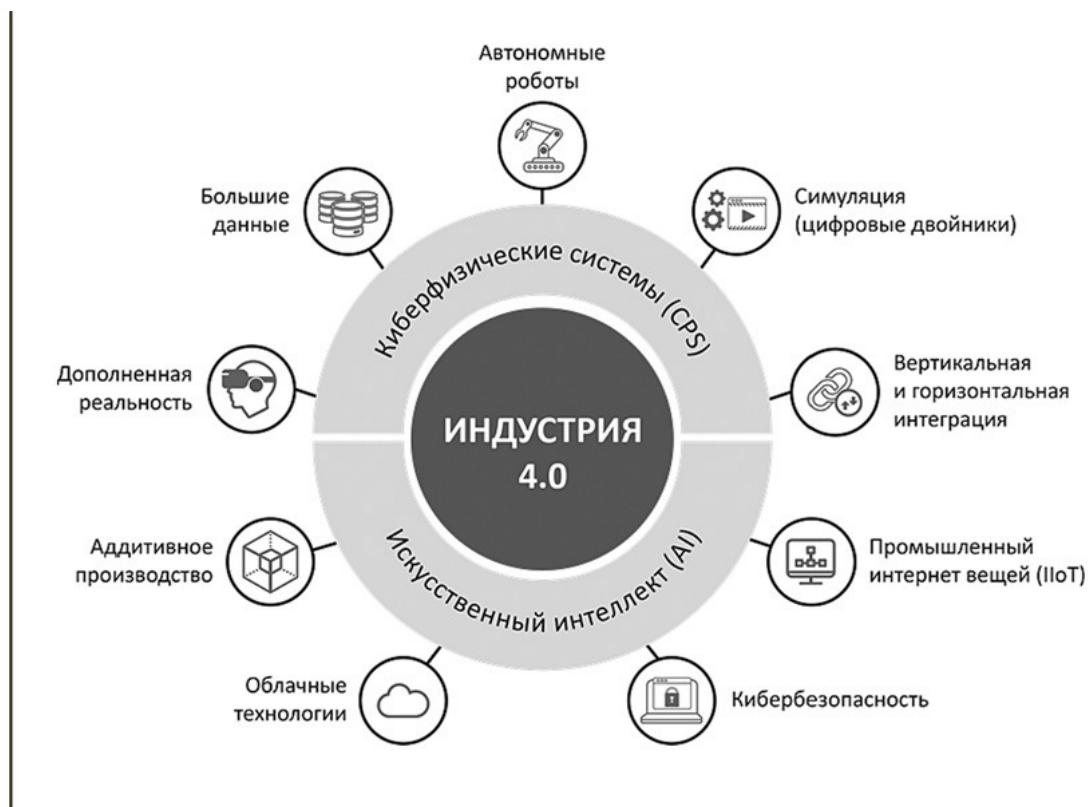 Автономные
роботы
Большие
данные
Симуляция
(цифровые двойники)
Киберфизические системы (CPS)
Дополненная
реальность
Вертикальная
и горизонтальная
интеграция
ИНДУСТРИЯ
4.0
Аддитивное
производство
Промышленный
интернет вещей (IIoT)
Искусственный интеллект (AI)
Облачные
технологии
Кибербезопасность